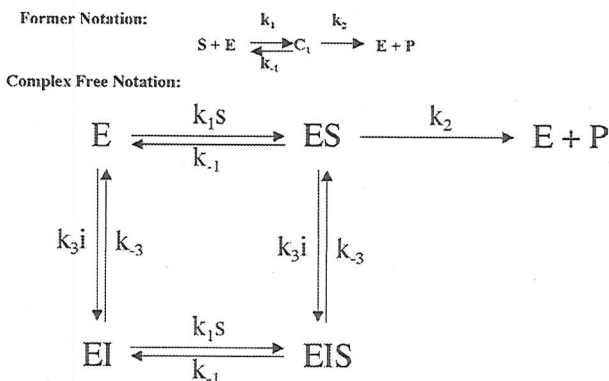 Former Notation:
k₁ k₂
S + E C₁ E + P
k₋₁
Complex Free Notation:
k₁s k₂
E ES E + P
k₋₁
k₃i k₋₃ k₃i k₋₃
k₁s
EI EIS
k₋₁